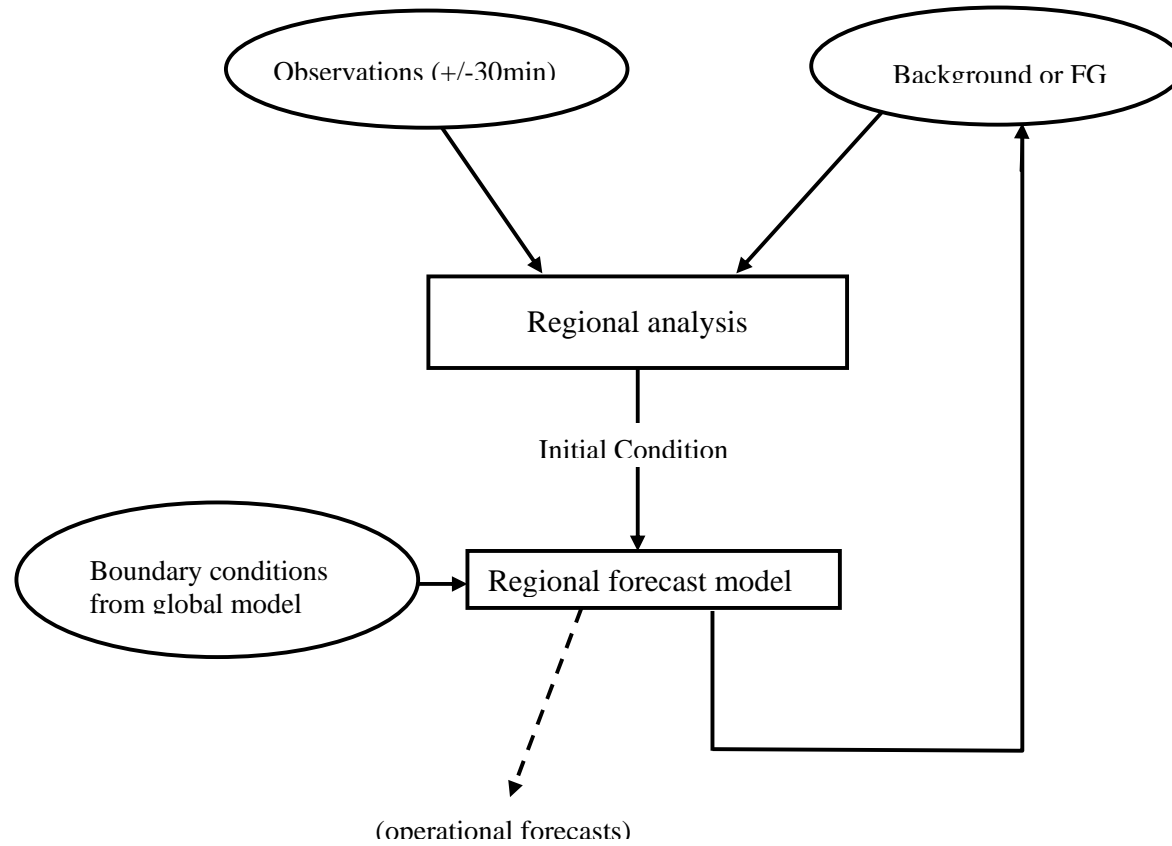 Observations (+/-30min)
Background or FG
Regional analysis
Initial Condition
Boundary conditions
from global model
Regional forecast model
(operational forecasts)